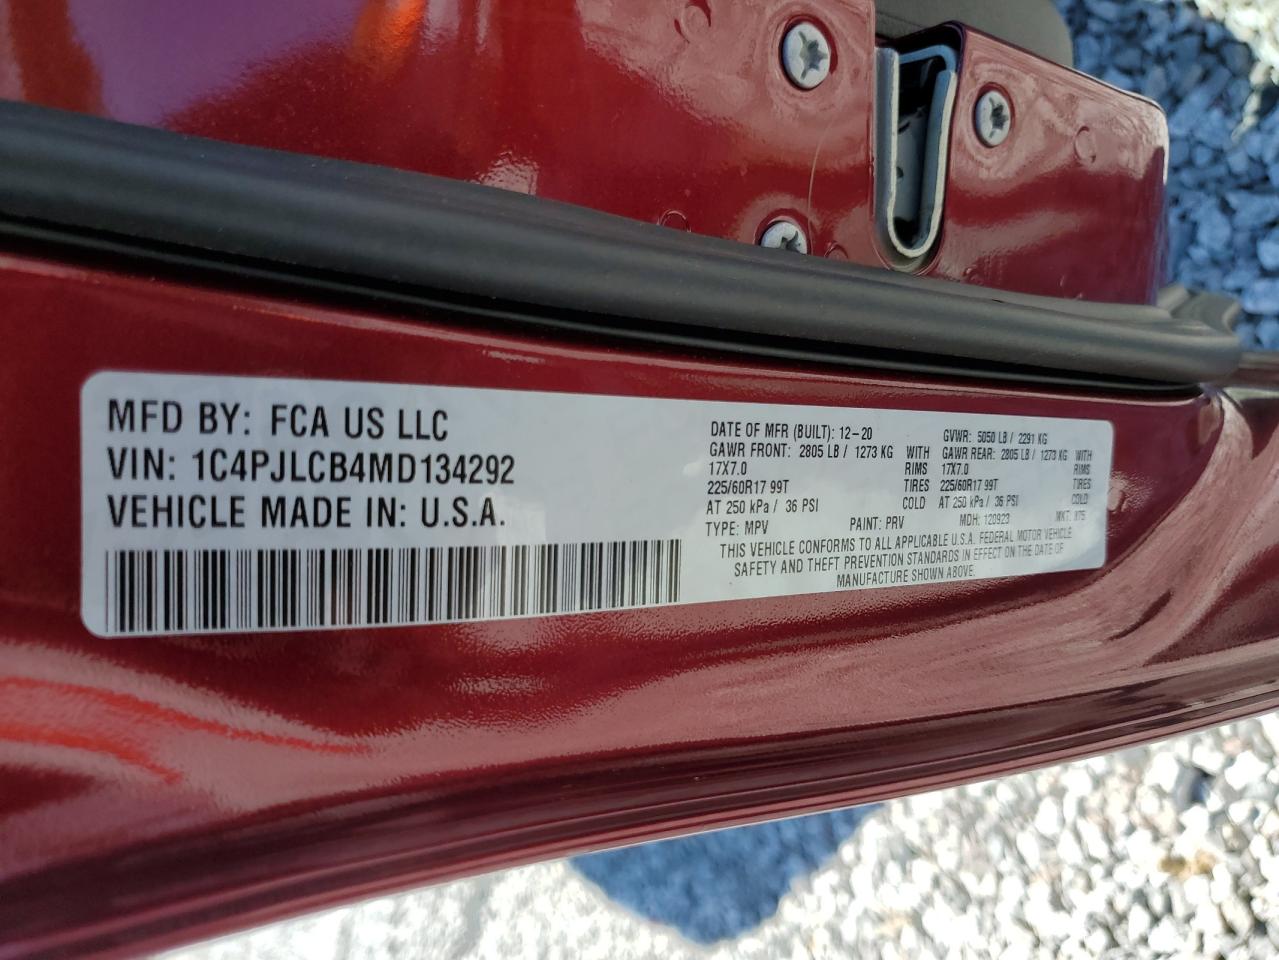 MFD BY: FCA US LLC
VIN: 1C4PJLCB4MD134292
VEHICLE MADE IN: U.S.A.
DATE OF MFR (BUILT): 12-20 GVWR: 5050 LB / 2291 KG
GAWR FRONT: 2805 LB / 1273 KG WITH GAWR REAR: 2805 LB / 1273 KG WITH
17X7.0 RIMS 17X7.0 RIMS
225/60R17 99T TIRES 225/60R17 99T TIRES
AT 250 kPa / 36 PSI COLD AT 250 kPa / 36 PSI COLD
TYPE: MPV PAINT: PRV MDH: 120923 MKT: X75
THIS VEHICLE CONFORMS TO ALL APPLICABLE U.S.A. FEDERAL MOTOR VEHICLE
SAFETY AND THEFT PREVENTION STANDARDS IN EFFECT ON THE DATE OF
MANUFACTURE SHOWN ABOVE.